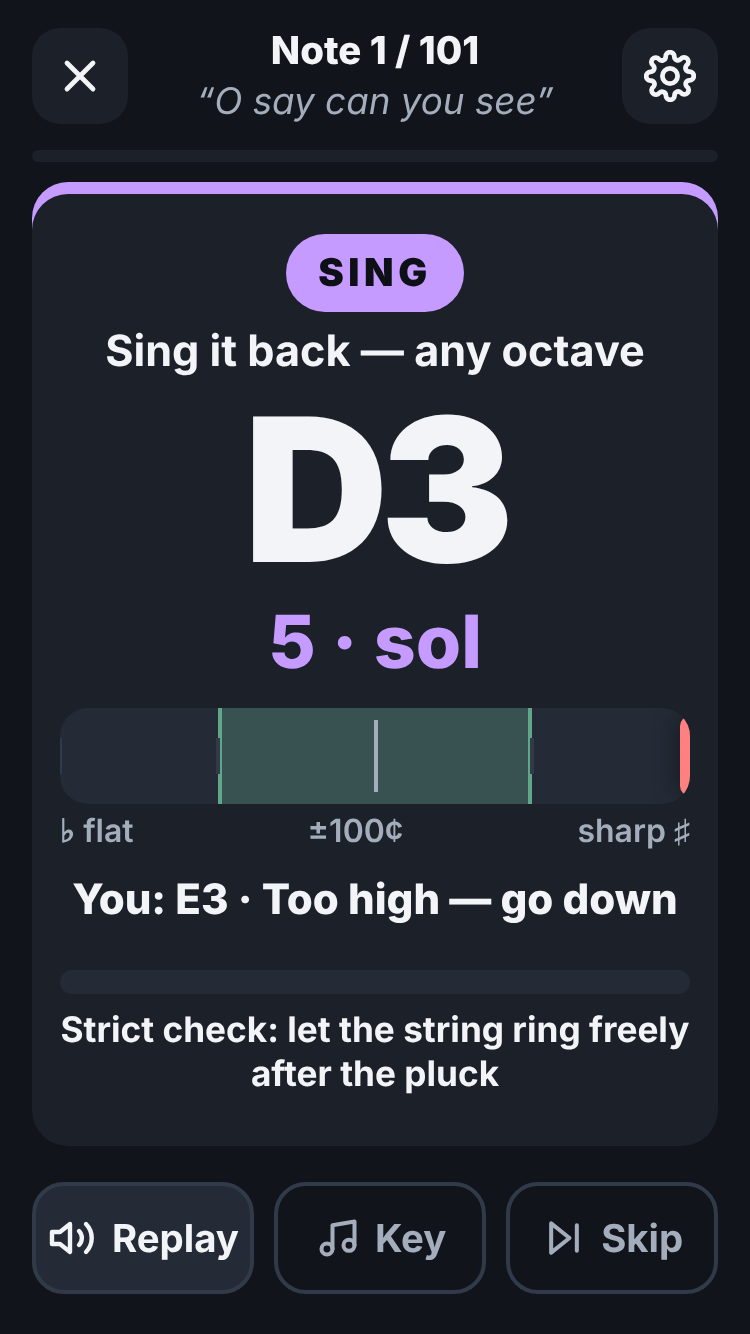 Note 1 / 101
“O say can you see”
SING
Sing it back — any octave
D3
5 · sol
♭ flat
±100¢
sharp ♯
You: E3 · Too high — go down
Strict check: let the string ring freely
after the pluck
Replay
Key
Skip